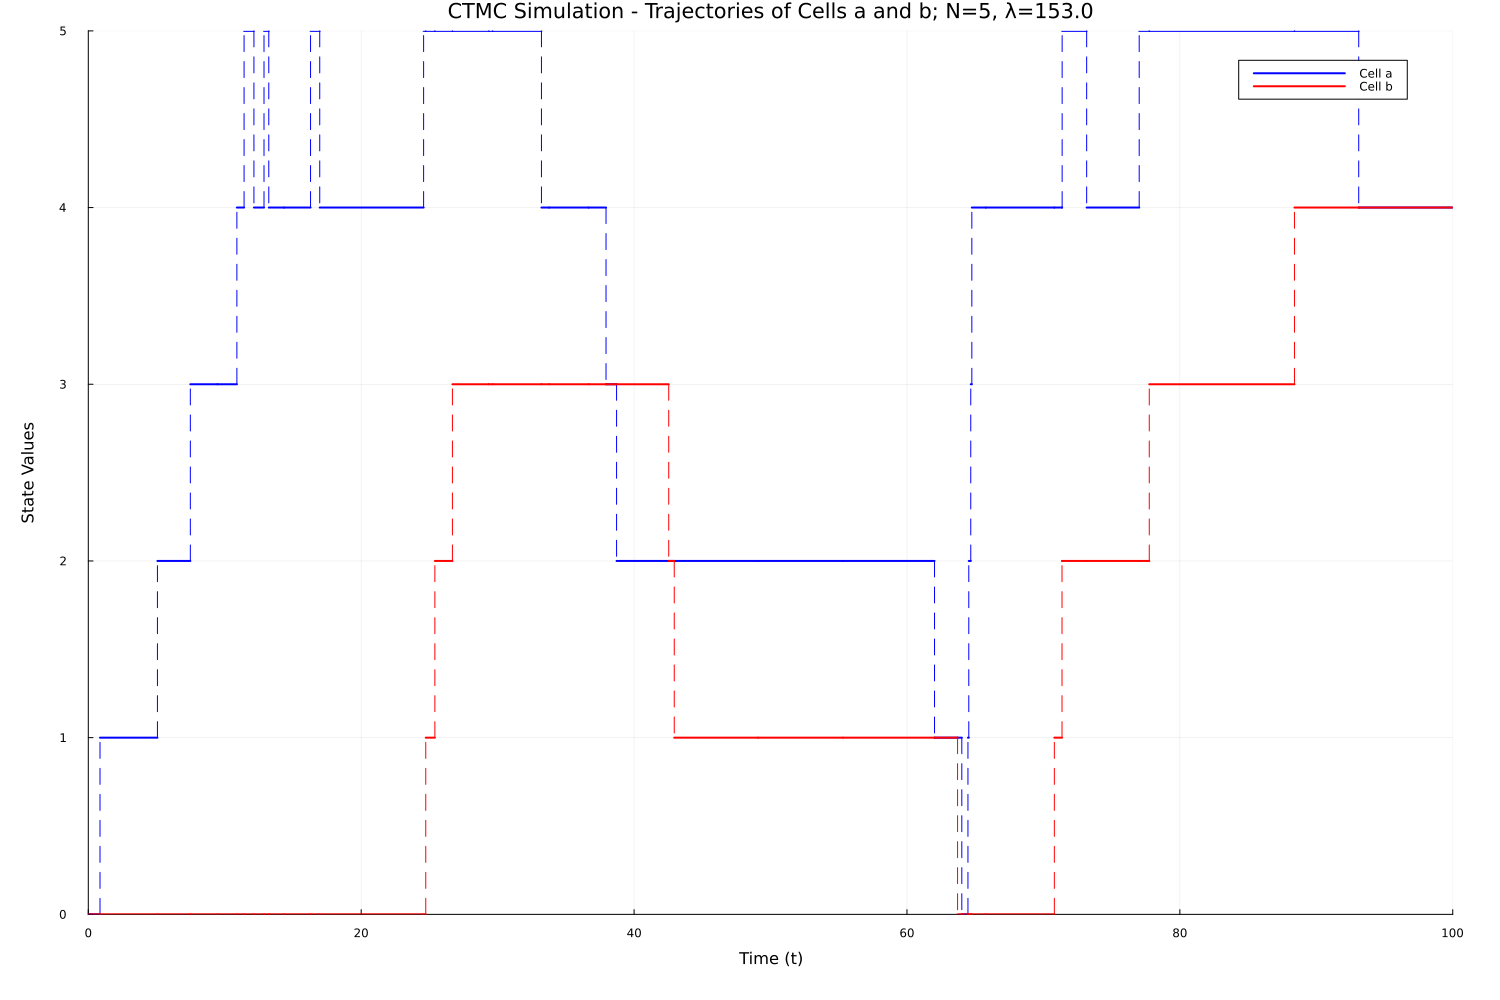 CTMC Simulation - Trajectories of Cells a and b; N=5, λ=153.0
5
Cell a
Cell b
4
3
State Values
2
1
0
0 20 40 60 80 100
Time (t)